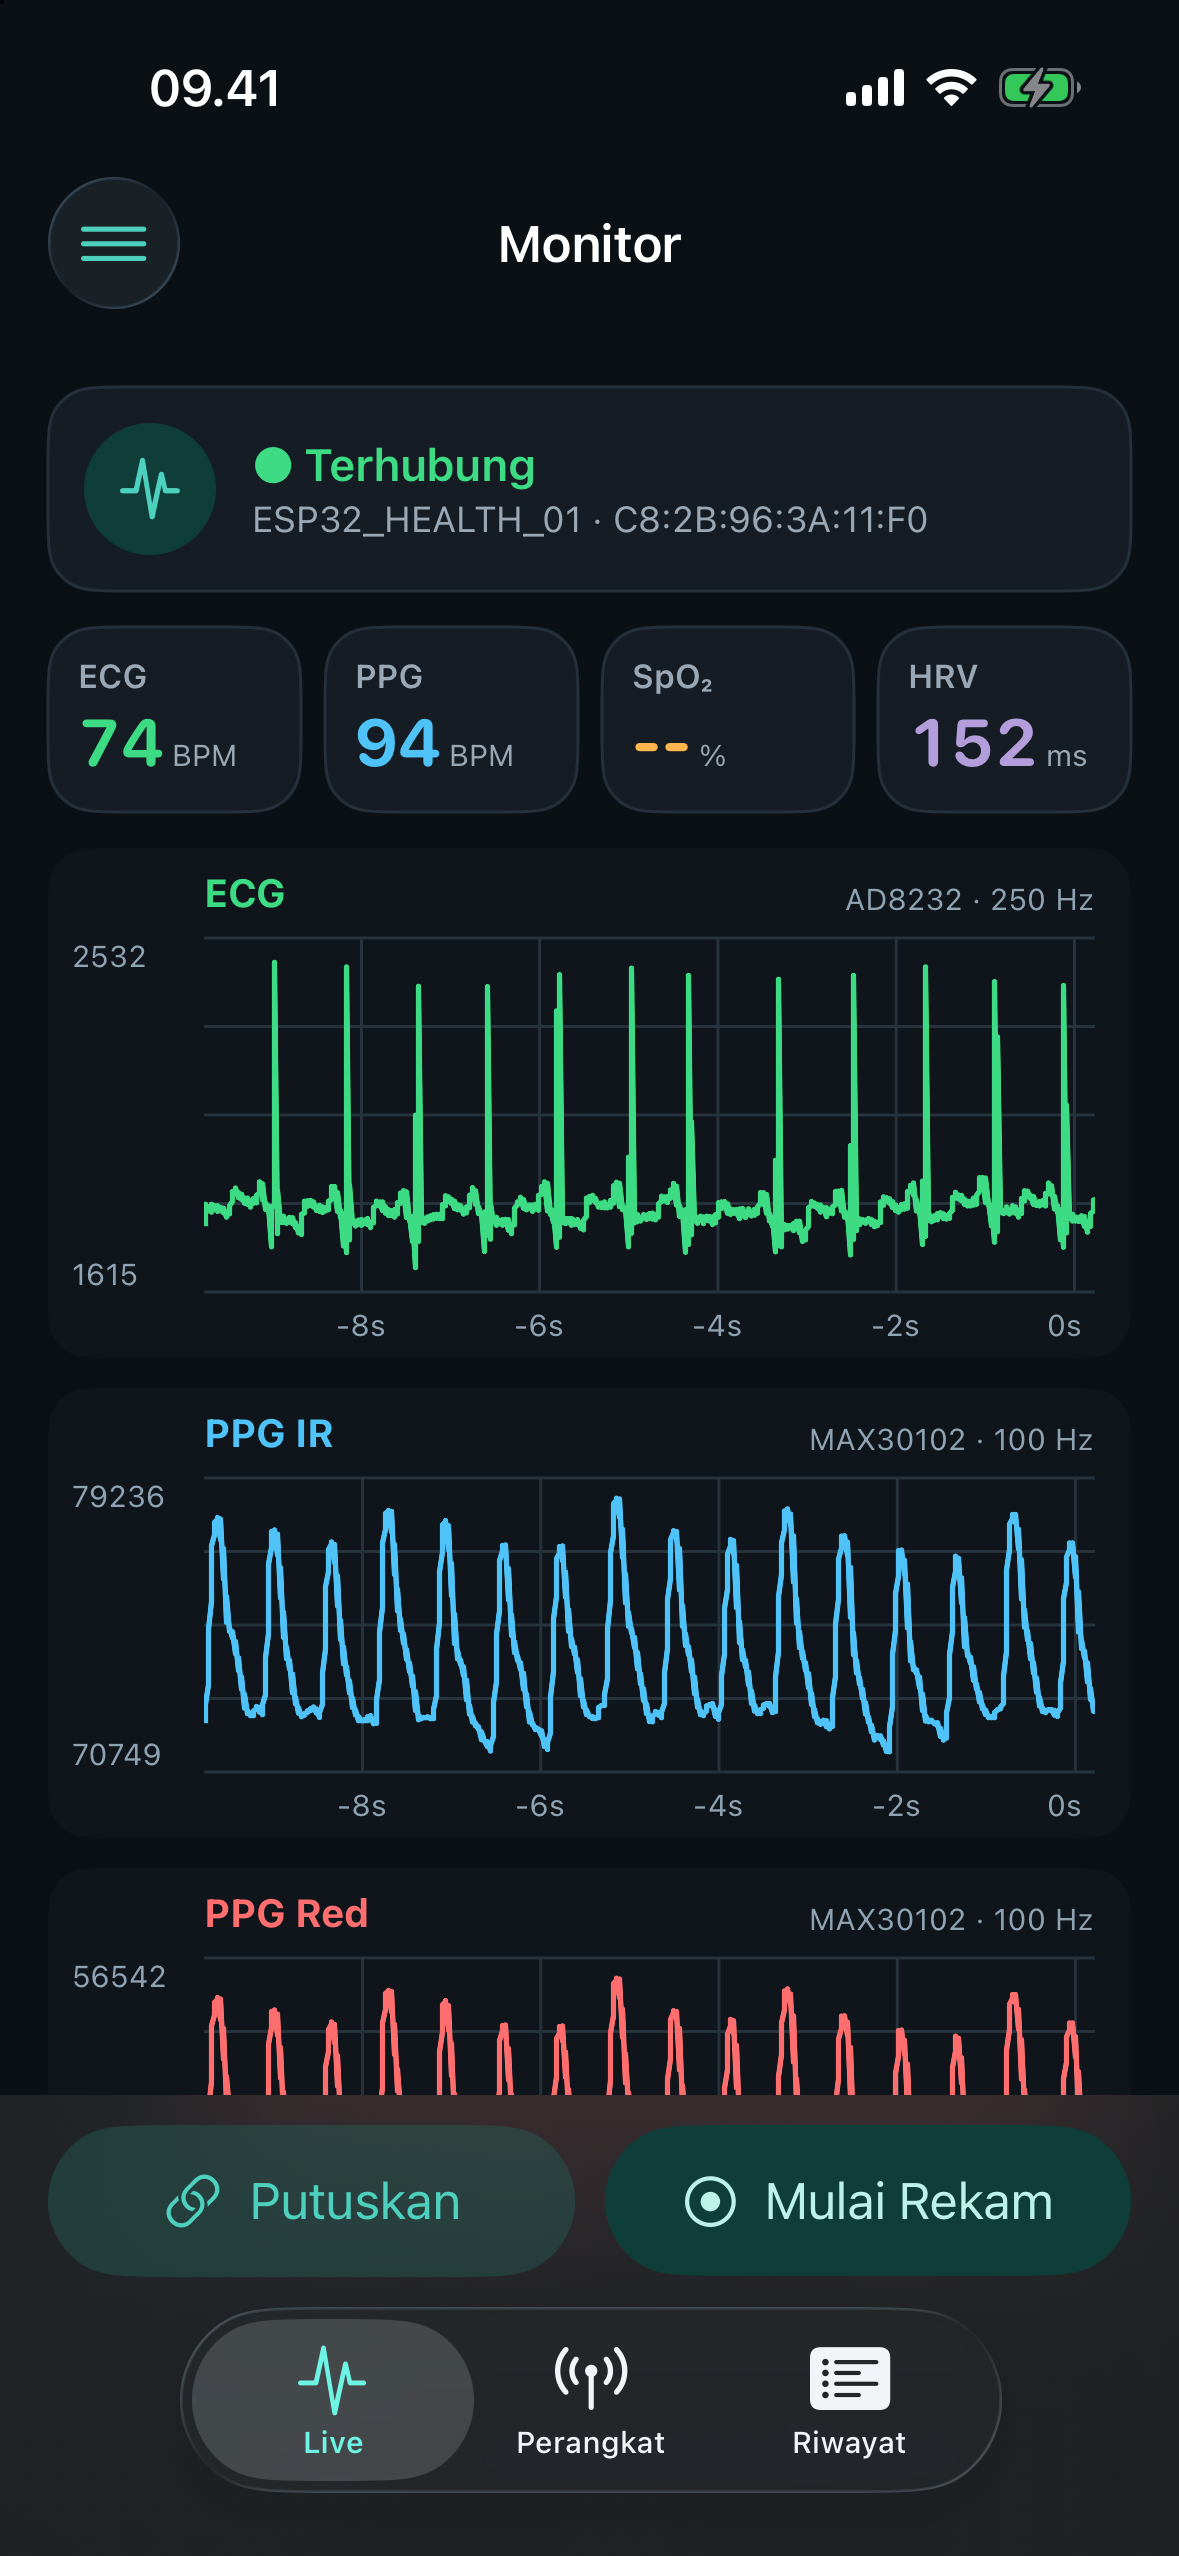 09.41
Monitor
Terhubung
ESP32_HEALTH_01 · C8:2B:96:3A:11:F0
ECG
74 BPM
PPG
94 BPM
SpO₂
-- %
HRV
152 ms
ECG
AD8232 · 250 Hz
2532
1615
-8s -6s -4s -2s 0s
PPG IR
MAX30102 · 100 Hz
79236
70749
-8s -6s -4s -2s 0s
PPG Red
MAX30102 · 100 Hz
56542
Putuskan
Mulai Rekam
Live
Perangkat
Riwayat